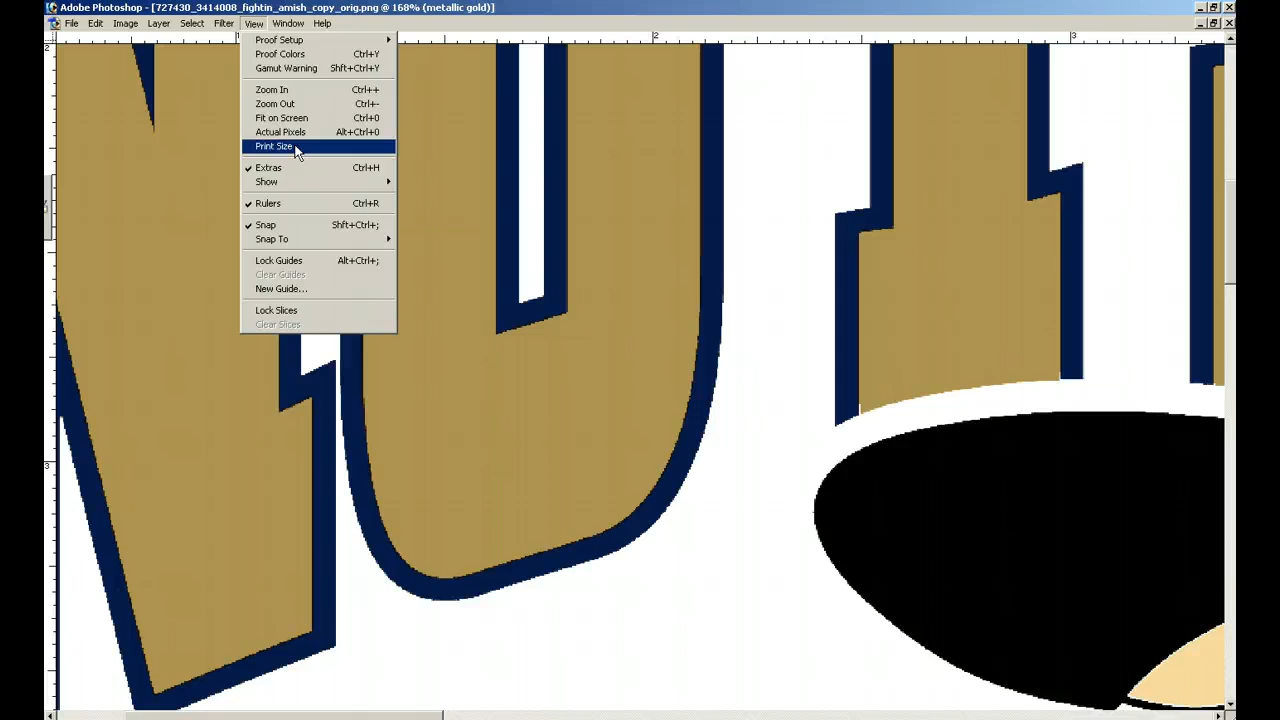 Adobe Photoshop - [727430_3414008_fightin_amish_copy_orig.png @ 168% (metallic gold)]
File Edit Image Layer Select Filter View Window Help
2 3
Proof Setup
Proof Colors Ctrl+Y
Gamut Warning Shft+Ctrl+Y
Zoom In Ctrl++
Zoom Out Ctrl+-
Fit on Screen Ctrl+0
Actual Pixels Alt+Ctrl+0
Print Size
Extras Ctrl+H
Show
Rulers Ctrl+R
Snap Shft+Ctrl+;
Snap To
Lock Guides Alt+Ctrl+;
Clear Guides
New Guide...
Lock Slices
Clear Slices
3